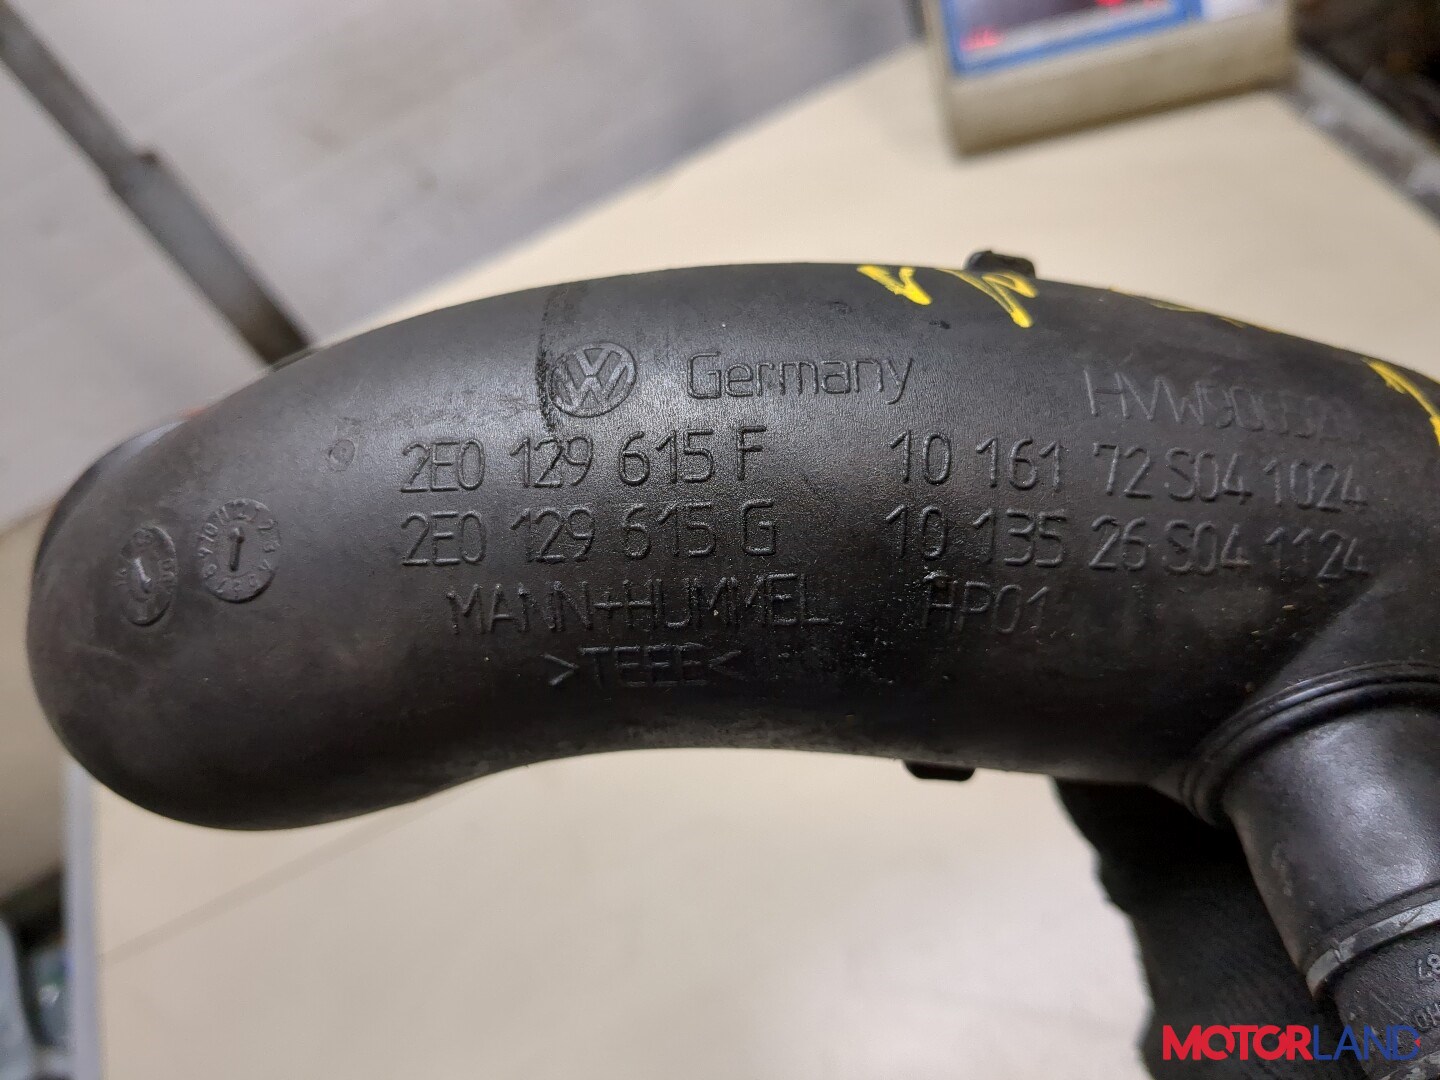 Germany
2E0 129 615 F 10 161 72 S04 1024
2E0 129 615 G 10 135 26 S04 1124
MANN+HUMMEL HP01
>TEEE<
MOTORLAND